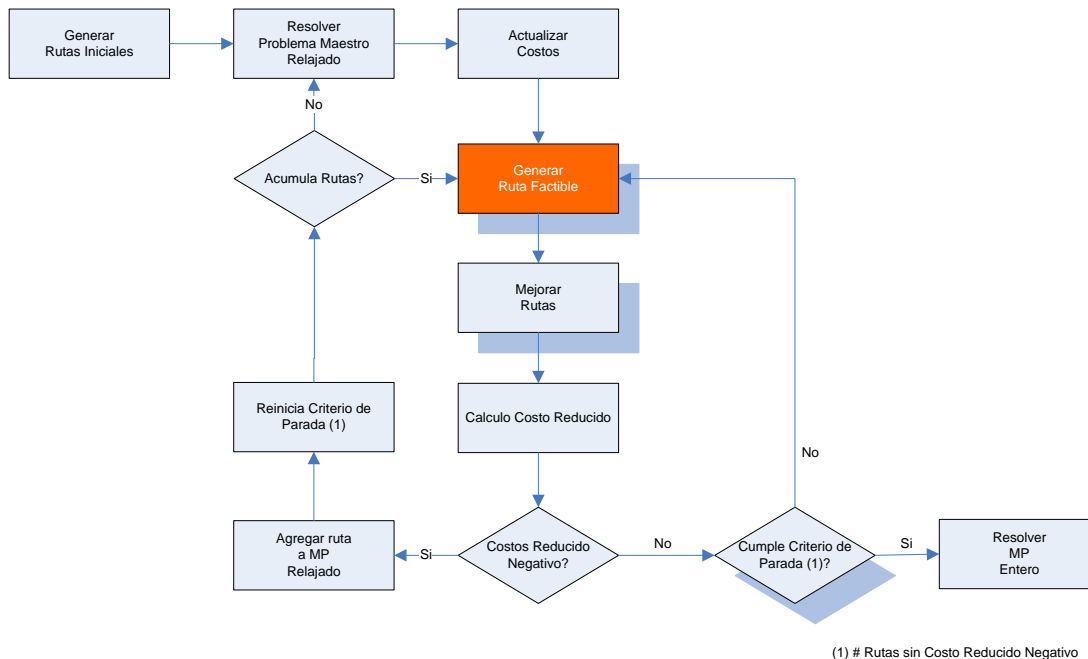 Generar
Rutas Iniciales
Resolver
Problema Maestro
Relajado
Actualizar
Costos
No
Acumula Rutas?
Si
Generar
Ruta Factible
Mejorar
Rutas
Reinicia Criterio de
Parada (1)
Calculo Costo Reducido
No
Agregar ruta
a MP
Relajado
Si
Costos Reducido
Negativo?
No
Cumple Criterio de
Parada (1)?
Si
Resolver
MP
Entero
(1) # Rutas sin Costo Reducido Negativo